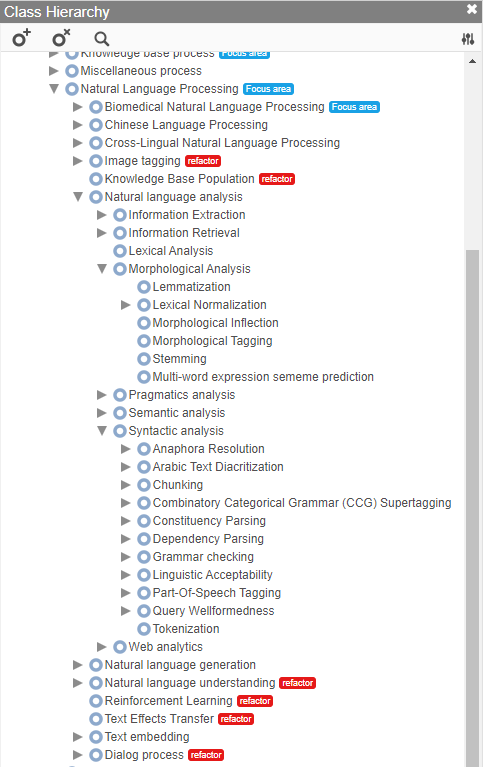 Class Hierarchy
Knowledge base process Focus area
Miscellaneous process
Natural Language Processing Focus area
Biomedical Natural Language Processing Focus area
Chinese Language Processing
Cross-Lingual Natural Language Processing
Image tagging refactor
Knowledge Base Population refactor
Natural language analysis
Information Extraction
Information Retrieval
Lexical Analysis
Morphological Analysis
Lemmatization
Lexical Normalization
Morphological Inflection
Morphological Tagging
Stemming
Multi-word expression sememe prediction
Pragmatics analysis
Semantic analysis
Syntactic analysis
Anaphora Resolution
Arabic Text Diacritization
Chunking
Combinatory Categorical Grammar (CCG) Supertagging
Constituency Parsing
Dependency Parsing
Grammar checking
Linguistic Acceptability
Part-Of-Speech Tagging
Query Wellformedness
Tokenization
Web analytics
Natural language generation
Natural language understanding refactor
Reinforcement Learning refactor
Text Effects Transfer refactor
Text embedding
Dialog process refactor